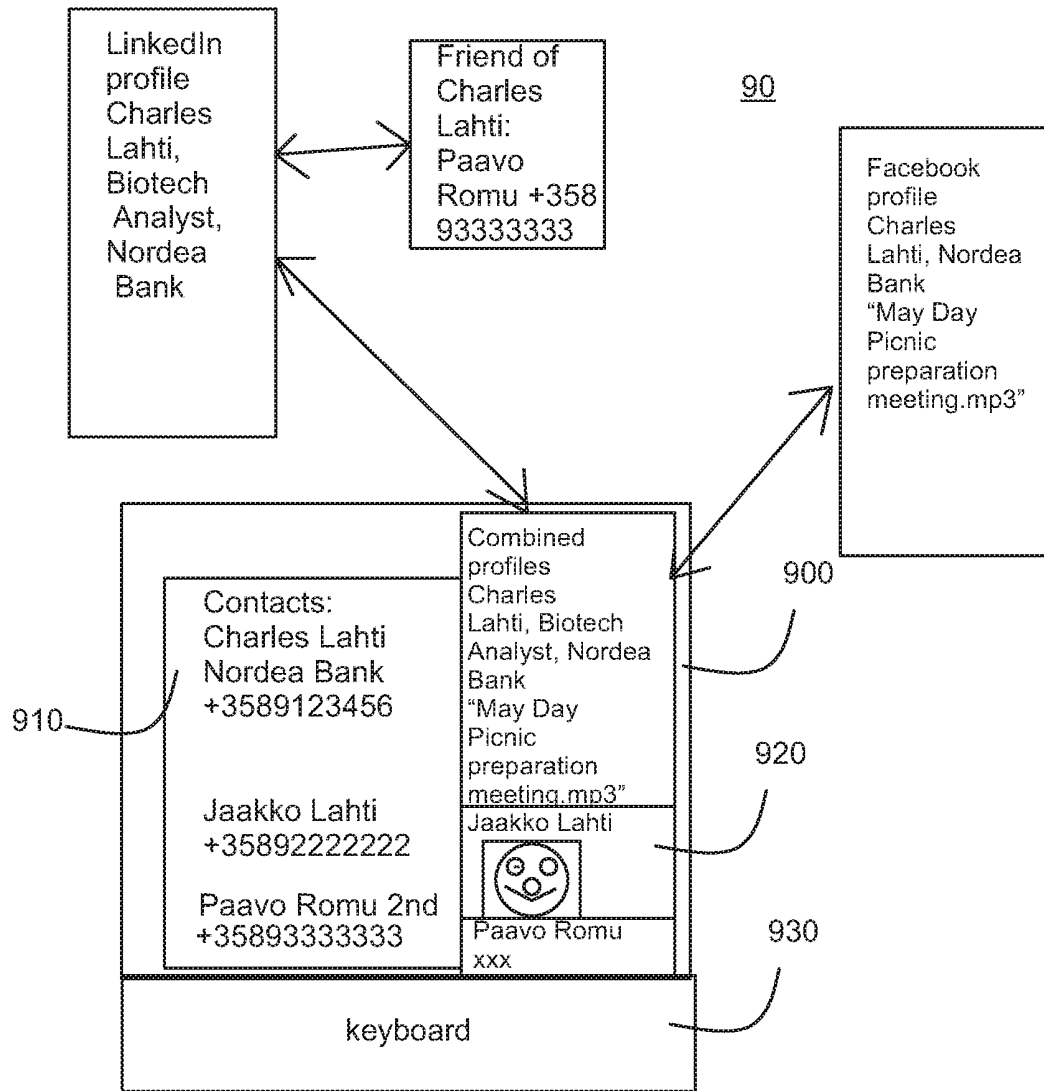 LinkedIn
profile
Charles
Lahti,
Biotech
Analyst,
Nordea
Bank
Friend of
Charles
Lahti:
Paavo
Romu +358
93333333
90
Facebook
profile
Charles
Lahti, Nordea
Bank
“May Day
Picnic
preparation
meeting.mp3”
Contacts:
Charles Lahti
Nordea Bank
+3589123456
Jaakko Lahti
+35892222222
Paavo Romu 2nd
+35893333333
Combined
profiles
Charles
Lahti, Biotech
Analyst, Nordea
Bank
“May Day
Picnic
preparation
meeting.mp3”
Jaakko Lahti
Paavo Romu
xxx
900
910
920
930
keyboard